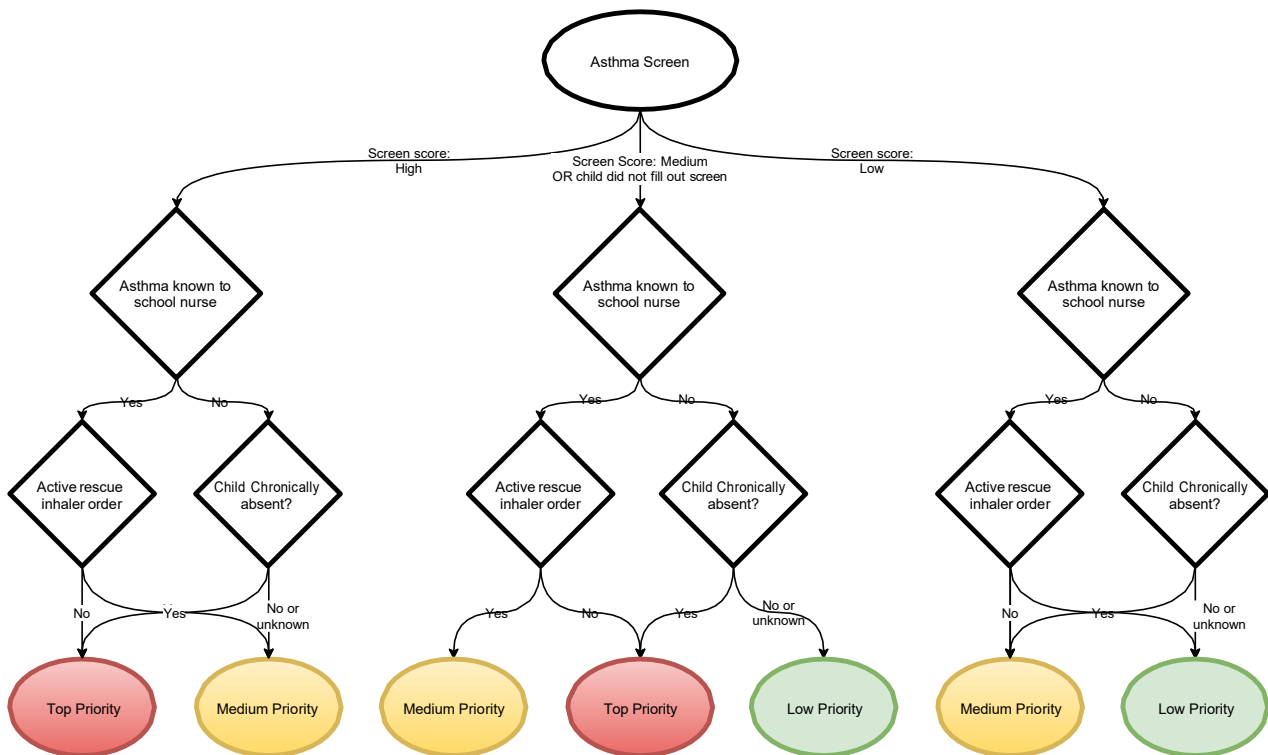 Asthma Screen
Screen score:
High
Screen Score: Medium
OR child did not fill out screen
Screen score:
Low
Asthma known to
school nurse
Asthma known to
school nurse
Asthma known to
school nurse
Yes
No
Yes
No
Yes
No
Active rescue
inhaler order
Child Chronically
absent?
Active rescue
inhaler order
Child Chronically
absent?
Active rescue
inhaler order
Child Chronically
absent?
No
Yes
No or
unknown
Yes
No
Yes
No or
unknown
No
Yes
No or
unknown
Top Priority
Medium Priority
Medium Priority
Top Priority
Low Priority
Medium Priority
Low Priority